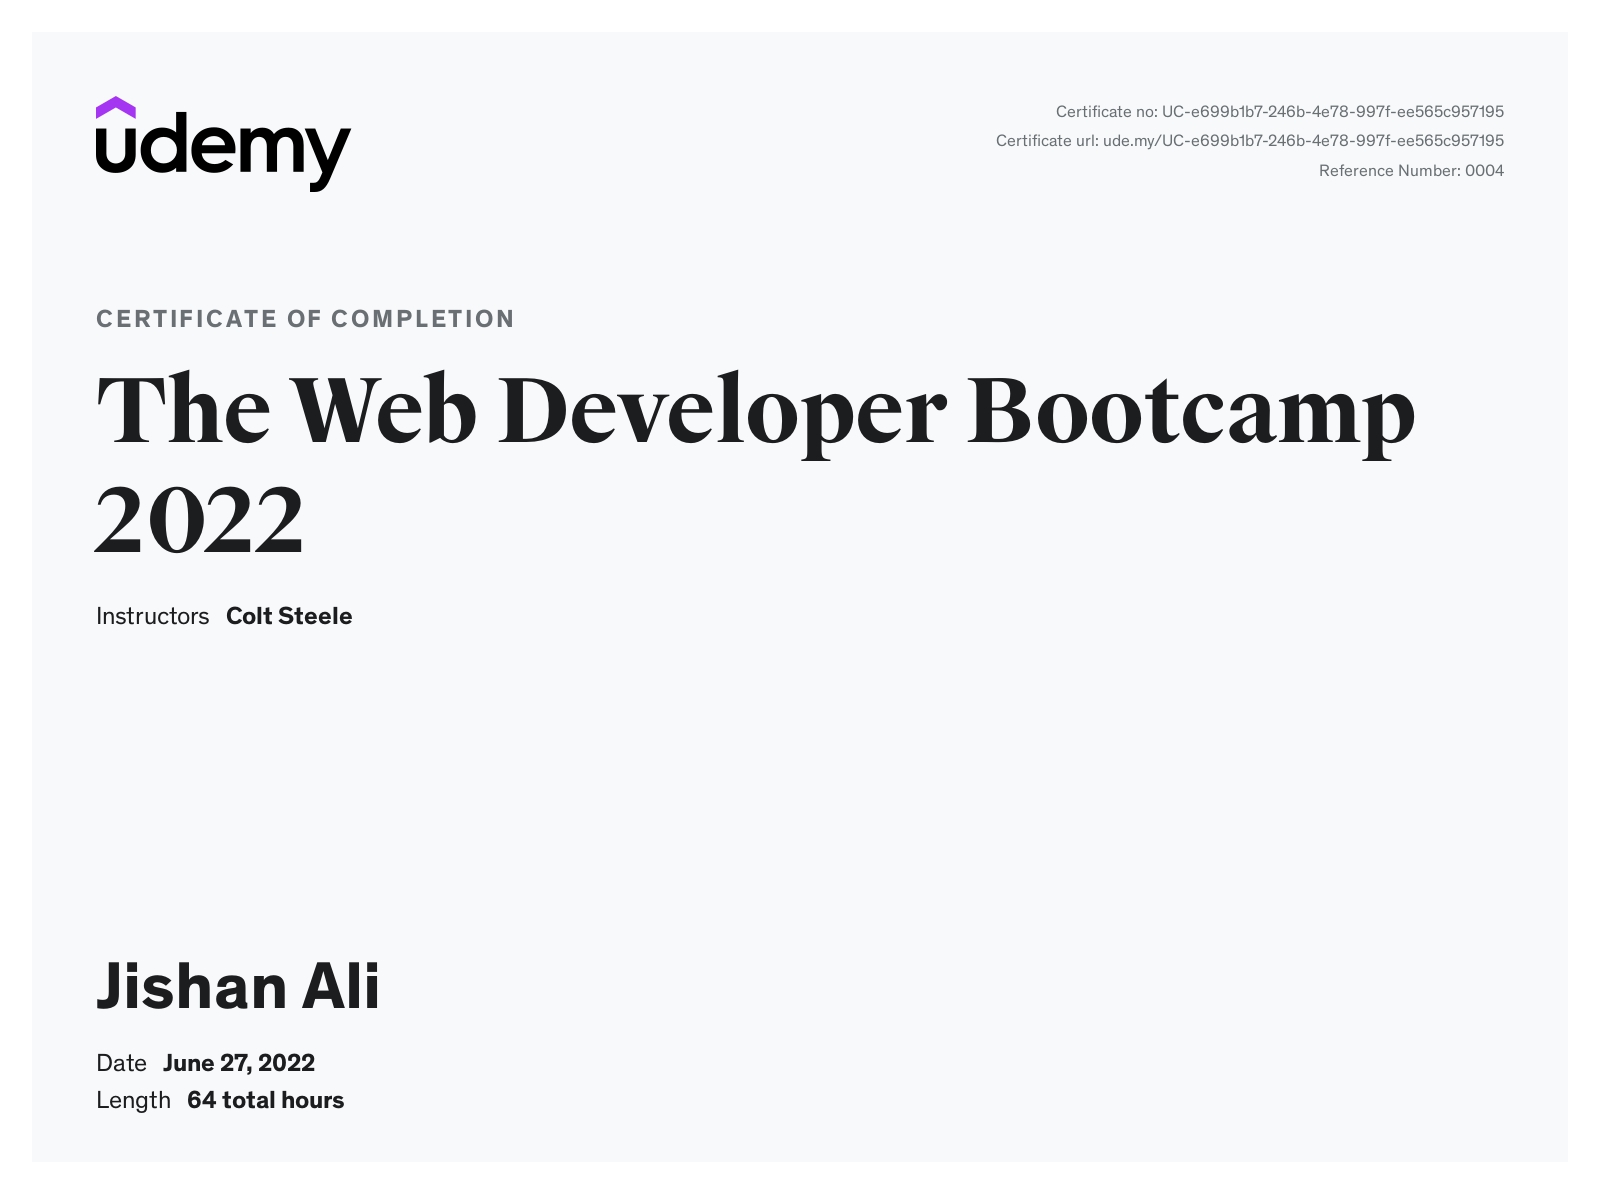 udemy
Certificate no: UC-e699b1b7-246b-4e78-997f-ee565c957195
Certificate url: ude.my/UC-e699b1b7-246b-4e78-997f-ee565c957195
Reference Number: 0004
CERTIFICATE OF COMPLETION
The Web Developer Bootcamp
2022
Instructors Colt Steele
Jishan Ali
Date June 27, 2022
Length 64 total hours